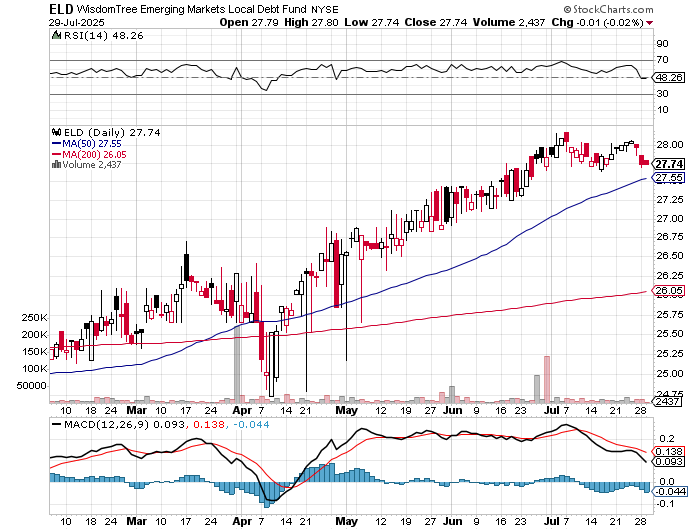 ELD WisdomTree Emerging Markets Local Debt Fund NYSE © StockCharts.com
29-Jul-2025 Open 27.79 High 27.80 Low 27.74 Close 27.74 Volume 2,437 Chg -0.01 (-0.02%)
RSI(14) 48.26
90
70
48.26
30
10
ELD (Daily) 27.74
MA(50) 27.55
MA(200) 26.05
Volume 2,437
28.00
27.74
27.55
27.25
27.00
26.75
26.50
26.25
26.05
25.75
25.50
25.25
25.00
24.75
250K
200K
150K
100K
50000
2437
10 18 24 Mar 10 17 24 Apr 7 14 21 May 12 19 27 Jun 9 16 23 Jul 7 14 21 28
MACD(12,26,9) 0.093, 0.138, -0.044
0.2
0.138
0.093
0.0
-0.044
-0.1
10 18 24 Mar 10 17 24 Apr 7 14 21 May 12 19 27 Jun 9 16 23 Jul 7 14 21 28